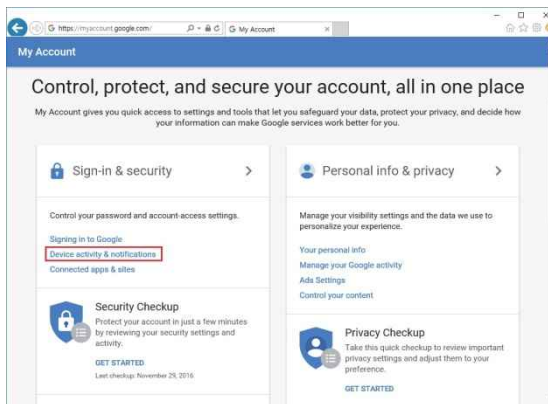 https://myaccount.google.com/
My Account
My Account
Control, protect, and secure your account, all in one place
My Account gives you quick access to settings and tools that let you safeguard your data, protect your privacy, and decide how
your information can make Google services work better for you.
Sign-in & security
Control your password and account-access settings.
Signing in to Google
Device activity & notifications
Connected apps & sites
Security Checkup
Protect your account in just a few minutes
by reviewing your security settings and
activity.
GET STARTED
Last checkup: November 29, 2016
Personal info & privacy
Manage your visibility settings and the data we use to
personalize your experience.
Your personal info
Manage your Google activity
Ads Settings
Control your content
Privacy Checkup
Take this quick checkup to review important
privacy settings and adjust them to your
preference.
GET STARTED